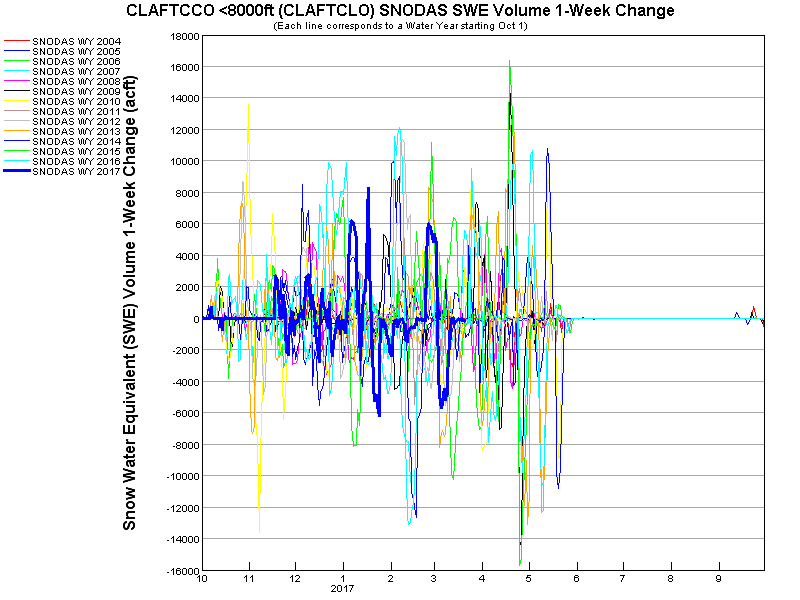 CLAFTCCO <8000ft (CLAFTCLO) SNODAS SWE Volume 1-Week Change
(Each line corresponds to a Water Year starting Oct 1)
SNODAS WY 2004
SNODAS WY 2005
SNODAS WY 2006
SNODAS WY 2007
SNODAS WY 2008
SNODAS WY 2009
SNODAS WY 2010
SNODAS WY 2011
SNODAS WY 2012
SNODAS WY 2013
SNODAS WY 2014
SNODAS WY 2015
SNODAS WY 2016
SNODAS WY 2017
Snow Water Equivalent (SWE) Volume 1-Week Change (acft)
18000
16000
14000
12000
10000
8000
6000
4000
2000
0
-2000
-4000
-6000
-8000
-10000
-12000
-14000
-16000
10 11 12 1 2 3 4 5 6 7 8 9
2017